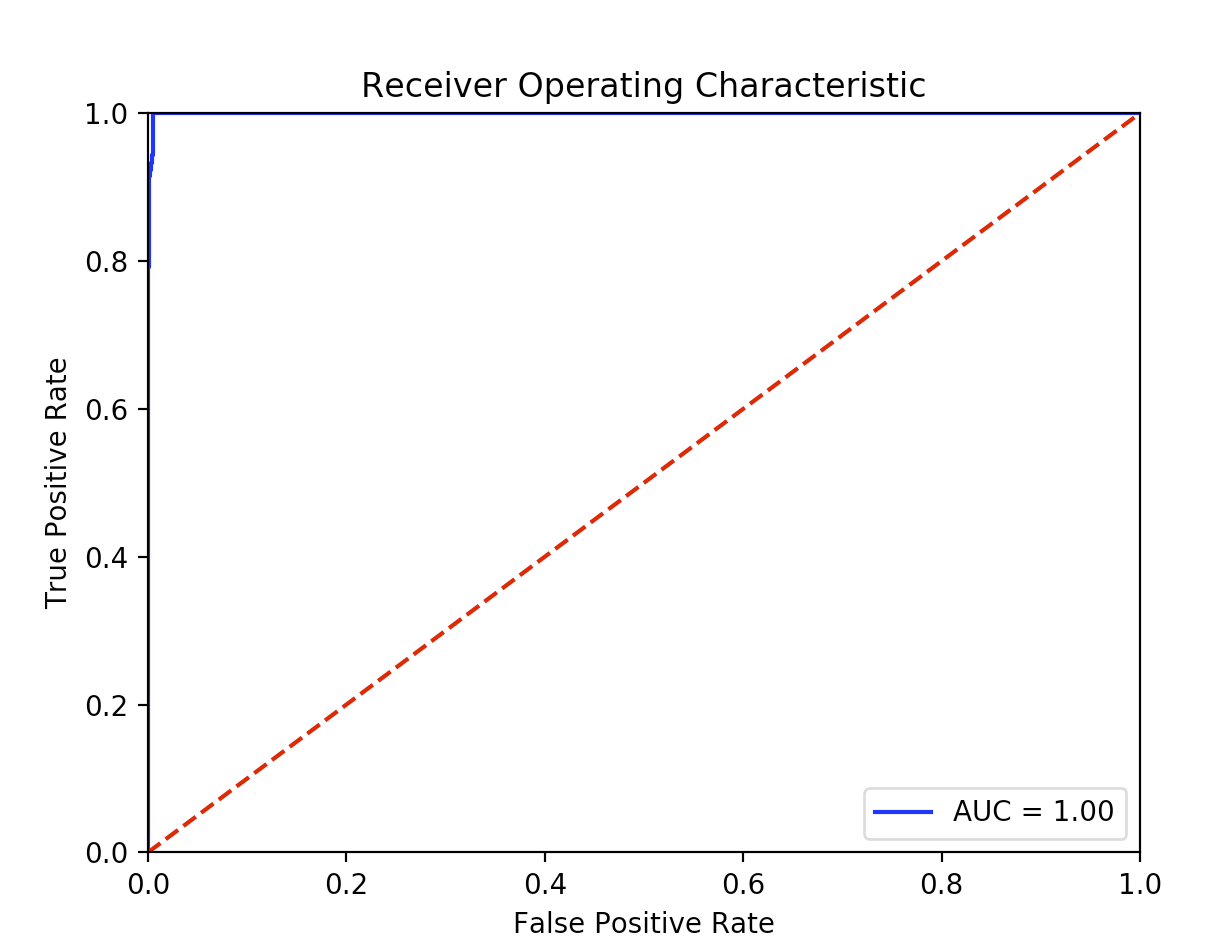 Receiver Operating Characteristic
1.0
0.8
0.6
0.4
0.2
0.0
True Positive Rate
AUC = 1.00
0.0 0.2 0.4 0.6 0.8 1.0
False Positive Rate